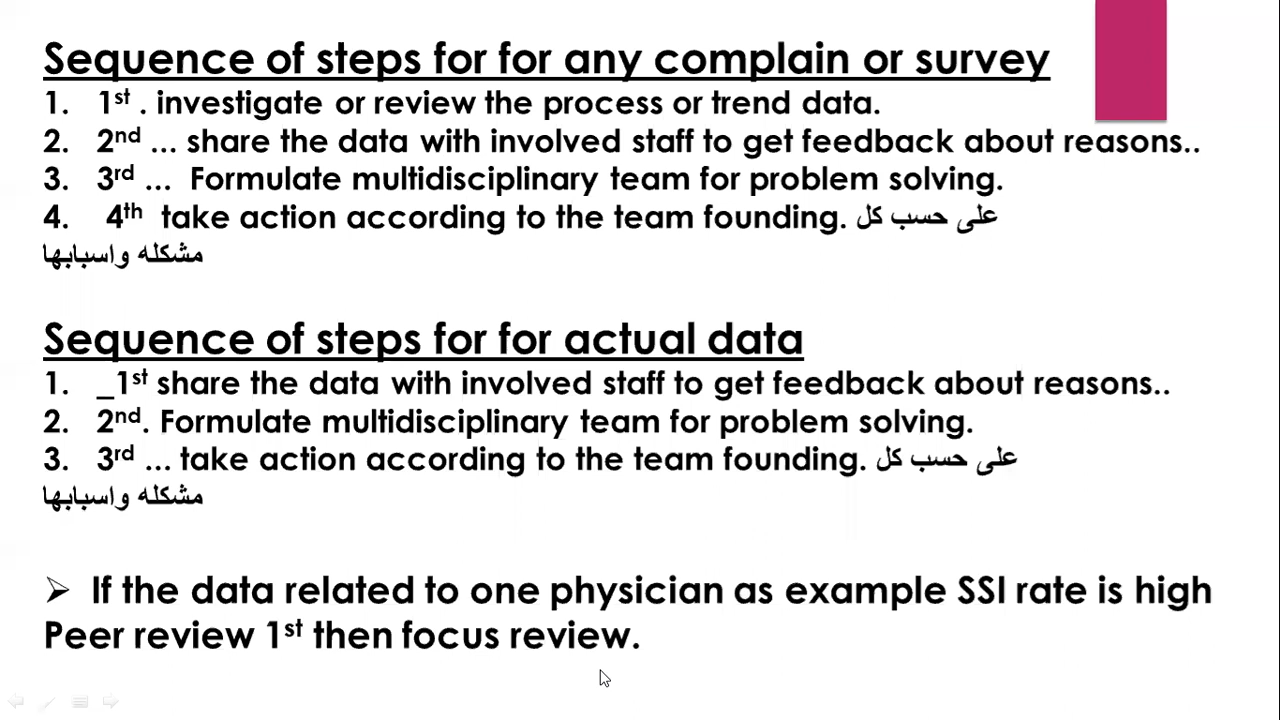 Sequence of steps for for any complain or survey
1. 1st . investigate or review the process or trend data.
2. 2nd ... share the data with involved staff to get feedback about reasons..
3. 3rd ... Formulate multidisciplinary team for problem solving.
4. 4th take action according to the team founding. على حسب كل
مشكله واسبابها
Sequence of steps for for actual data
1. _1st share the data with involved staff to get feedback about reasons..
2. 2nd. Formulate multidisciplinary team for problem solving.
3. 3rd ... take action according to the team founding. على حسب كل
مشكله واسبابها
➢ If the data related to one physician as example SSI rate is high
Peer review 1st then focus review.